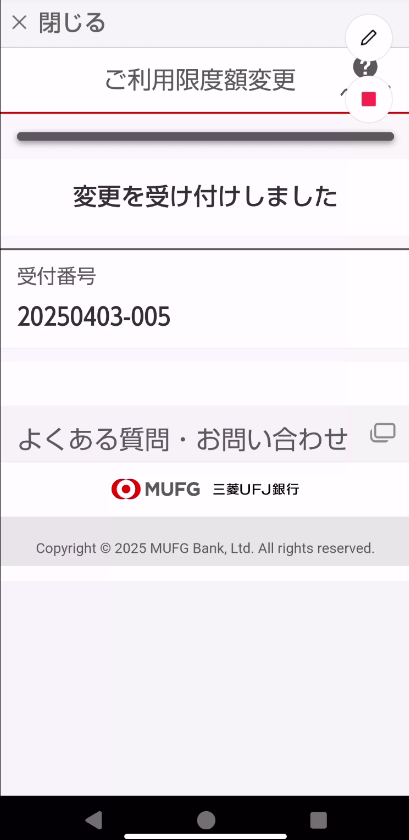 × 閉じる
ご利用限度額変更
?
変更を受け付けしました
受付番号
20250403-005
よくある質問・お問い合わせ
MUFG 三菱UFJ銀行
Copyright © 2025 MUFG Bank, Ltd. All rights reserved.